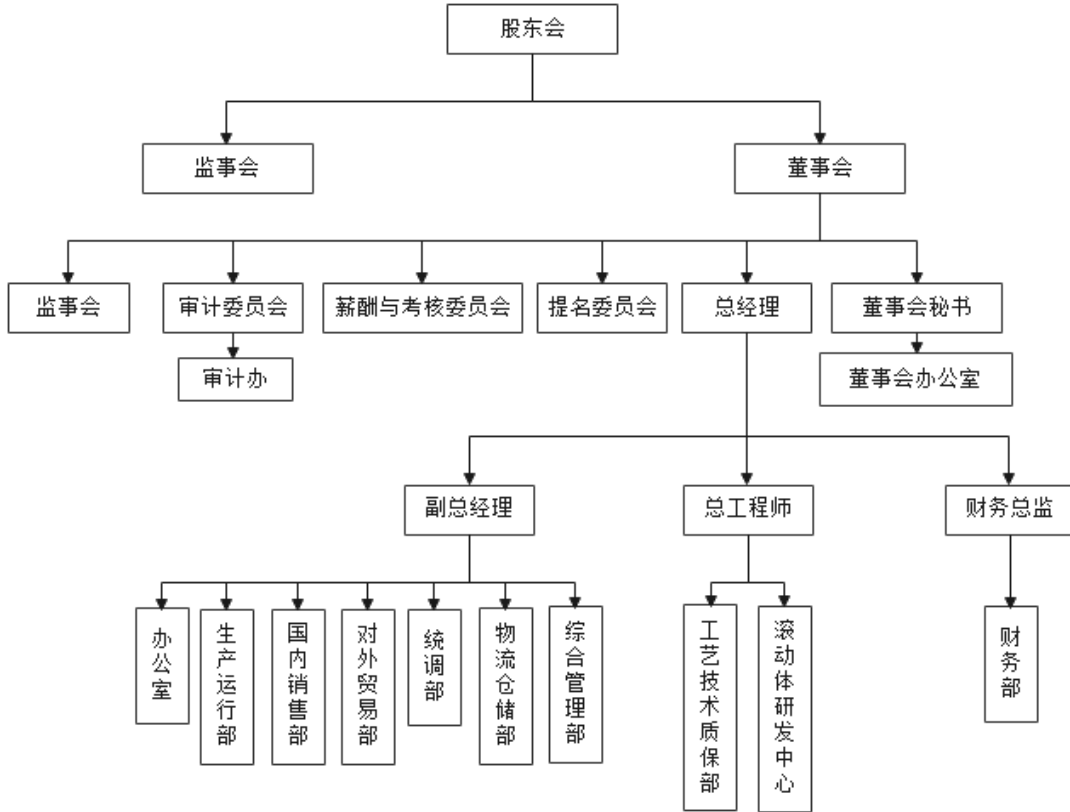 股东会
监事会
董事会
监事会
审计委员会
薪酬与考核委员会
提名委员会
总经理
董事会秘书
审计办
董事会办公室
副总经理
总工程师
财务总监
办公室
生产运行部
国内销售部
对外贸易部
统调部
物流仓储部
综合管理部
工艺技术质保部
滚动体研发中心
财务部